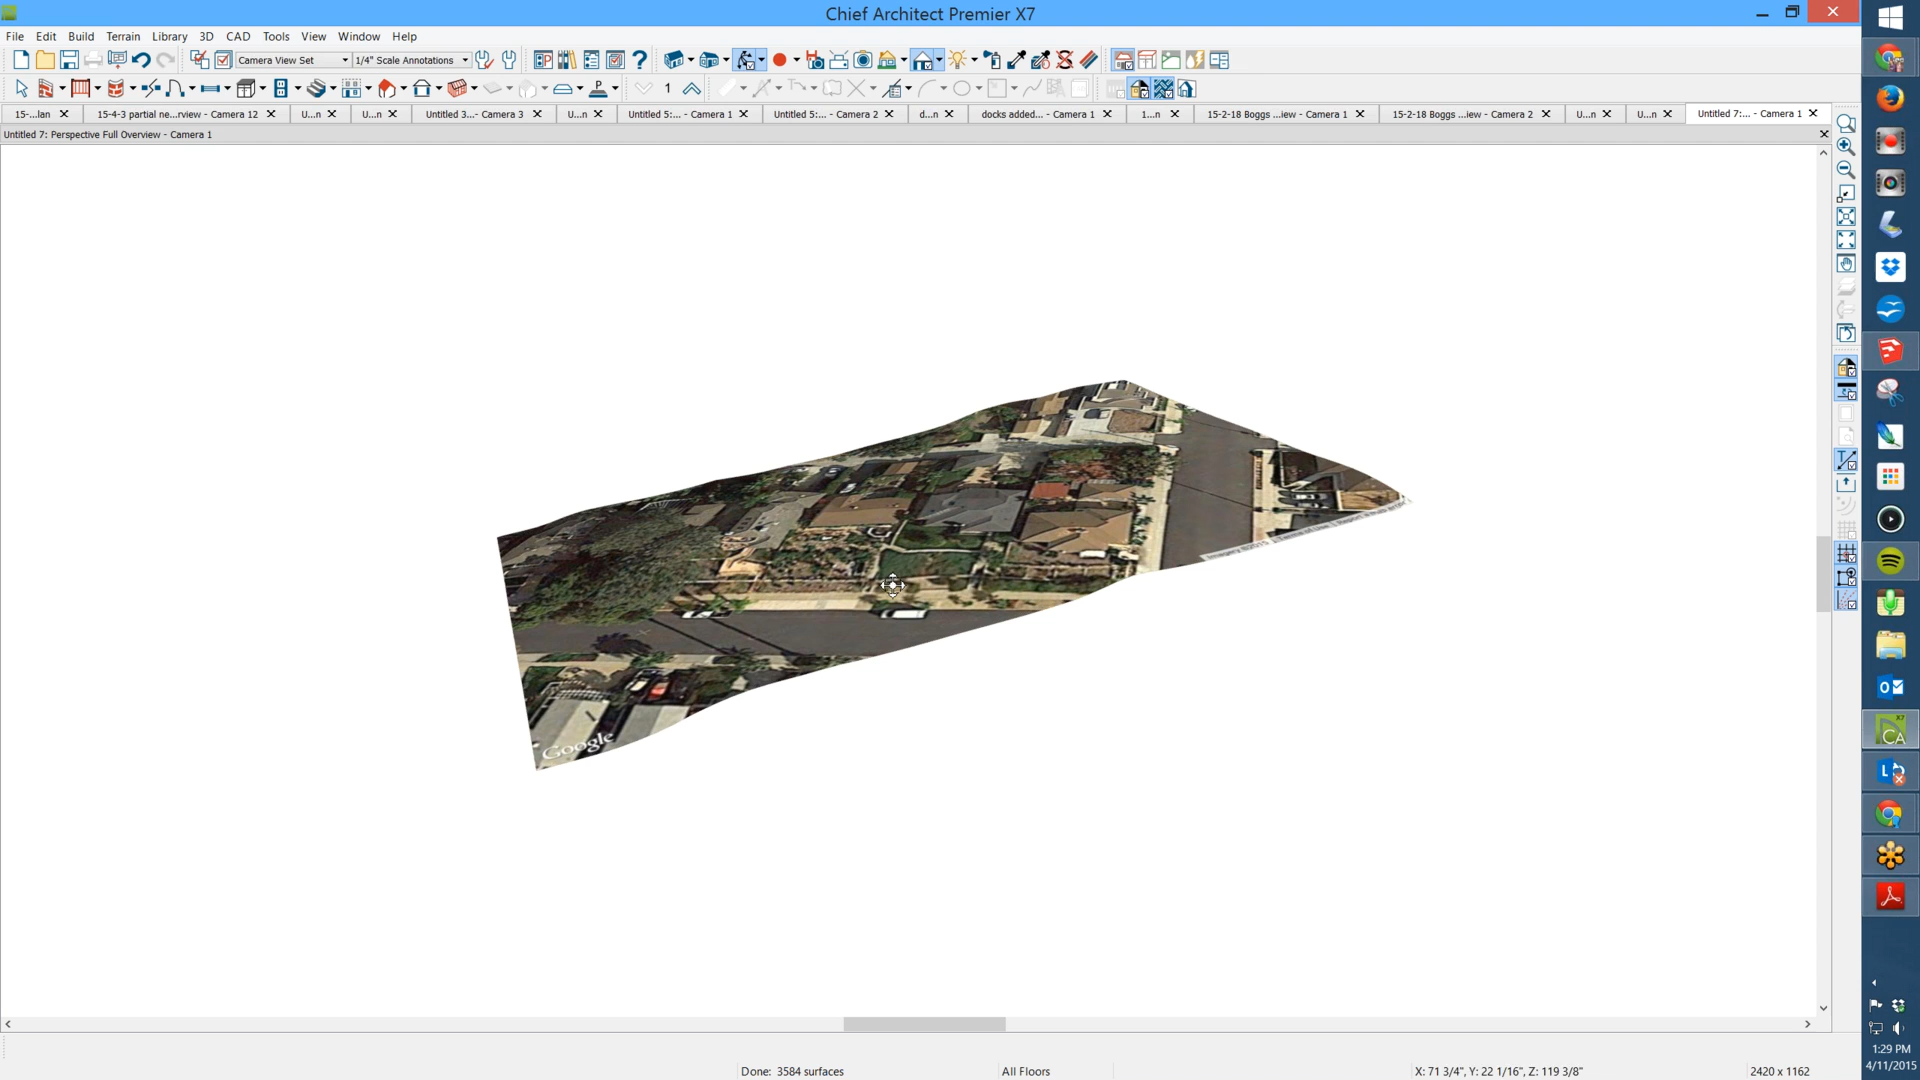 Chief Architect Premier X7
File Edit Build Terrain Library 3D CAD Tools View Window Help
Camera View Set 1/4" Scale Annotations
1
15-...lan 15-4-3 partial ne...rview - Camera 12 U...n U...n Untitled 3...- Camera 3 U...n Untitled 5:... - Camera 1 Untitled 5:... - Camera 2 d...n docks added... - Camera 1 1...n 15-2-18 Boggs ...iew - Camera 1 15-2-18 Boggs ...iew - Camera 2 U...n U...n Untitled 7:... - Camera 1
Untitled 7: Perspective Full Overview - Camera 1
Google
X7
CA
1:29 PM
4/11/2015
Done: 3584 surfaces All Floors X: 71 3/4", Y: 22 1/16", Z: 119 3/8" 2420 x 1162